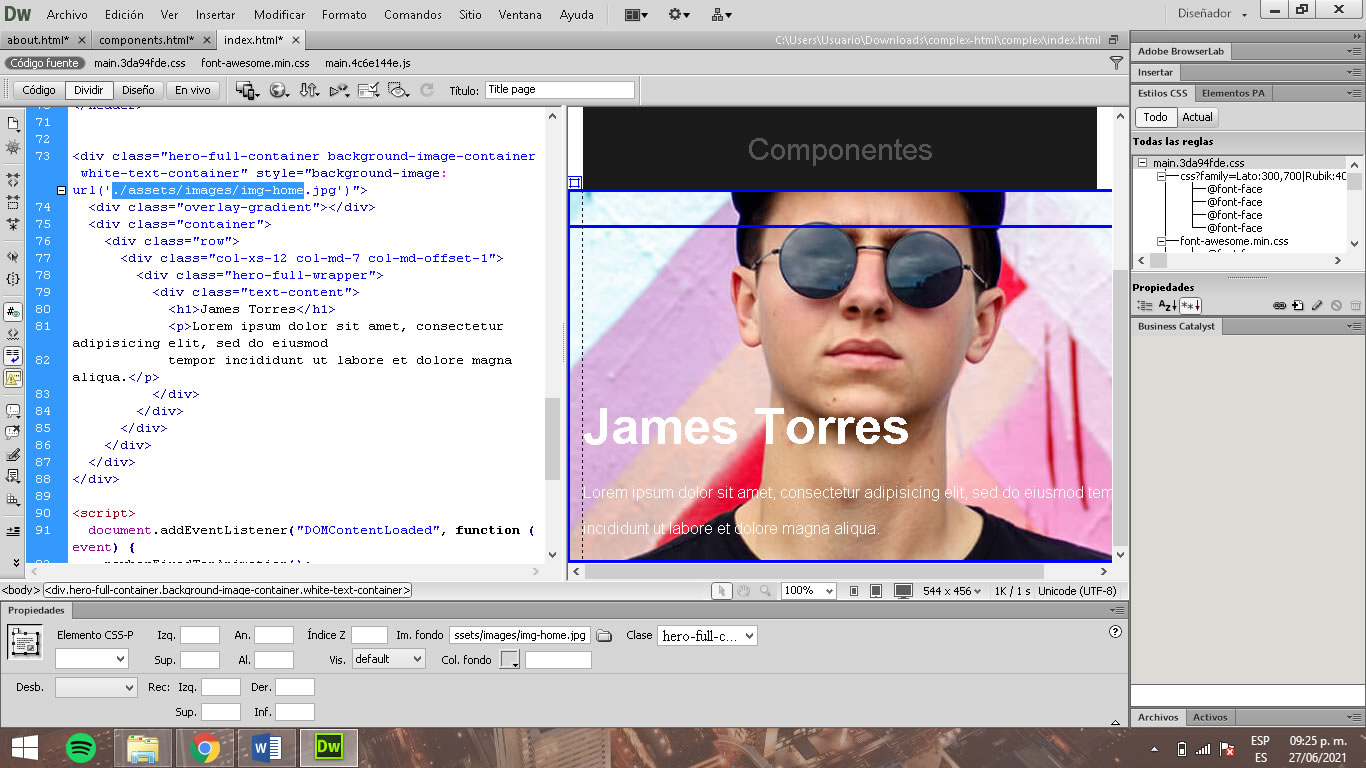 Dw Archivo Edición Ver Insertar Modificar Formato Comandos Sitio Ventana Ayuda Diseñador
about.html* components.html* index.html* C:\Users\Usuario\Downloads\complex-html\complex\index.html
Código fuente main.3da94fde.css font-awesome.min.css main.4c6e144e.js
Código Dividir Diseño En vivo Título: Title page
71
72
73 <div class="hero-full-container background-image-container
white-text-container" style="background-image:
url('./assets/images/img-home.jpg')">
74 <div class="overlay-gradient"></div>
75 <div class="container">
76 <div class="row">
77 <div class="col-xs-12 col-md-7 col-md-offset-1">
78 <div class="hero-full-wrapper">
79 <div class="text-content">
80 <h1>James Torres</h1>
81 <p>Lorem ipsum dolor sit amet, consectetur
adipisicing elit, sed do eiusmod
82 tempor incididunt ut labore et dolore magna
aliqua.</p>
83 </div>
84 </div>
85 </div>
86 </div>
87 </div>
88 </div>
89
90 <script>
91 document.addEventListener("DOMContentLoaded", function (
event) {
Componentes
James Torres
Lorem ipsum dolor sit amet, consectetur adipisicing elit, sed do eiusmod tem
incididunt ut labore et dolore magna aliqua.
<body> <div.hero-full-container.background-image-container.white-text-container>
100% 544 x 456 1K / 1 s Unicode (UTF-8)
Propiedades
Elemento CSS-P Izq. An. Índice Z Im. fondo ssets/images/img-home.jpg Clase hero-full-c...
Sup. Al. Vis. default Col. fondo
Desb. Rec: Izq. Der.
Sup. Inf.
Adobe BrowserLab
Insertar
Estilos CSS Elementos PA
Todo Actual
Todas las reglas
main.3da94fde.css
css?family=Lato:300,700|Rubik:40
@font-face
@font-face
@font-face
@font-face
font-awesome.min.css
Propiedades
Business Catalyst
Archivos Activos
Dw
ESP 09:25 p. m.
ES 27/06/2021